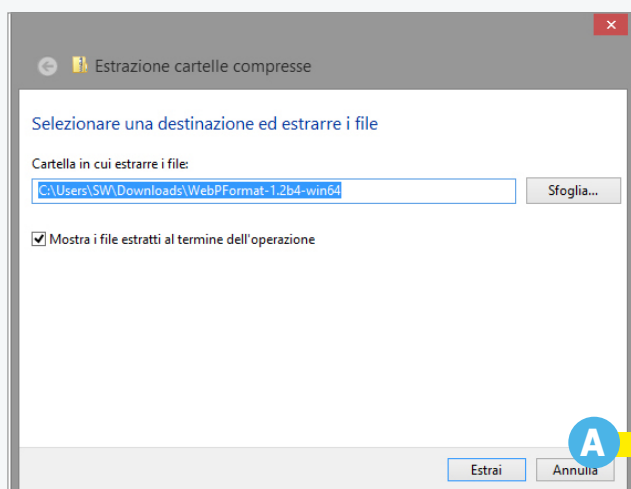 Estrazione cartelle compresse
Selezionare una destinazione ed estrarre i file
Cartella in cui estrarre i file:
C:\Users\SW\Downloads\WebPFormat-1.2b4-win64
Sfoglia...
Mostra i file estratti al termine dell'operazione
A
Estrai
Annulla